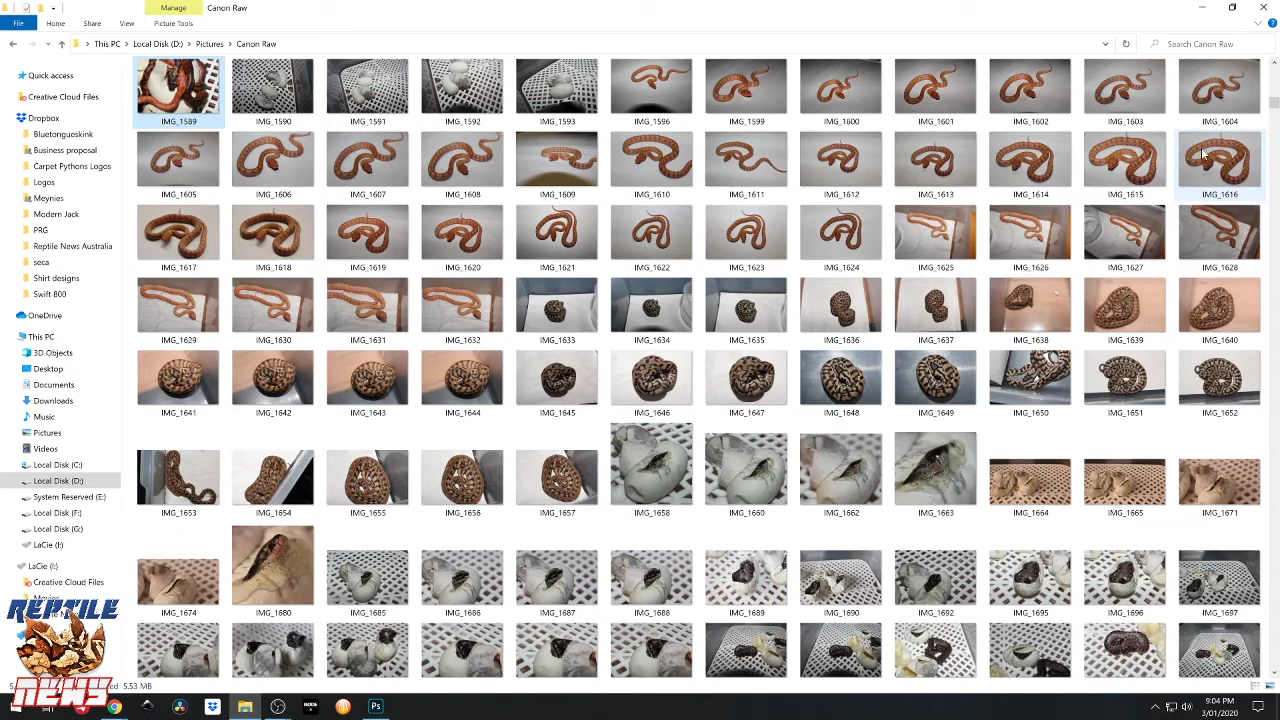 Manage
Canon Raw
File
Home
Share
View
Picture Tools
This PC
Local Disk (D:)
Pictures
Canon Raw
Search Canon Raw
Quick access
Creative Cloud Files
Dropbox
Bluetongueskink
Business proposal
Carpet Pythons Logos
Logos
Meynies
Modern Jack
PRG
Reptile News Australia
seca
Shirt designs
Swift 800
OneDrive
This PC
3D Objects
Desktop
Documents
Downloads
Music
Pictures
Videos
Local Disk (C:)
Local Disk (D:)
System Reserved (E:)
Local Disk (F:)
Local Disk (G:)
LaCie (I:)
LaCie (I:)
Creative Cloud Files
IMG_1589 IMG_1590 IMG_1591 IMG_1592 IMG_1593 IMG_1596 IMG_1599 IMG_1600 IMG_1601 IMG_1602 IMG_1603 IMG_1604
IMG_1605 IMG_1606 IMG_1607 IMG_1608 IMG_1609 IMG_1610 IMG_1611 IMG_1612 IMG_1613 IMG_1614 IMG_1615 IMG_1616
IMG_1617 IMG_1618 IMG_1619 IMG_1620 IMG_1621 IMG_1622 IMG_1623 IMG_1624 IMG_1625 IMG_1626 IMG_1627 IMG_1628
IMG_1629 IMG_1630 IMG_1631 IMG_1632 IMG_1633 IMG_1634 IMG_1635 IMG_1636 IMG_1637 IMG_1638 IMG_1639 IMG_1640
IMG_1641 IMG_1642 IMG_1643 IMG_1644 IMG_1645 IMG_1646 IMG_1647 IMG_1648 IMG_1649 IMG_1650 IMG_1651 IMG_1652
IMG_1653 IMG_1654 IMG_1655 IMG_1656 IMG_1657 IMG_1658 IMG_1660 IMG_1662 IMG_1663 IMG_1664 IMG_1665 IMG_1671
IMG_1674 IMG_1680 IMG_1685 IMG_1686 IMG_1687 IMG_1688 IMG_1689 IMG_1690 IMG_1692 IMG_1695 IMG_1696 IMG_1697
REPTILE
NEWS
5.53 MB
NODE
Ps
9:04 PM
3/01/2020